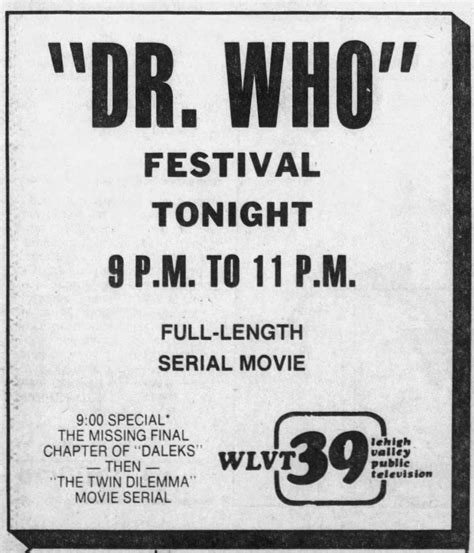 "DR. WHO"
FESTIVAL
TONIGHT
9 P.M. TO 11 P.M.
FULL-LENGTH
SERIAL MOVIE
9:00 SPECIAL*
THE MISSING FINAL
CHAPTER OF "DALEKS"
— THEN —
"THE TWIN DILEMMA"
MOVIE SERIAL
WLVT 39
lehigh
valley
public
television